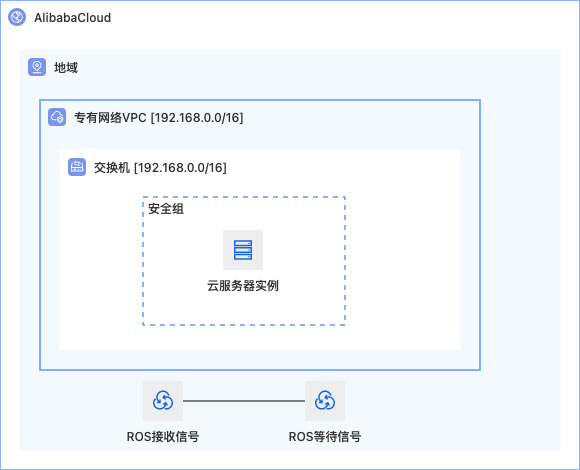 AlibabaCloud
地域
专有网络VPC [192.168.0.0/16]
交换机 [192.168.0.0/16]
安全组
云服务器实例
ROS接收信号
ROS等待信号